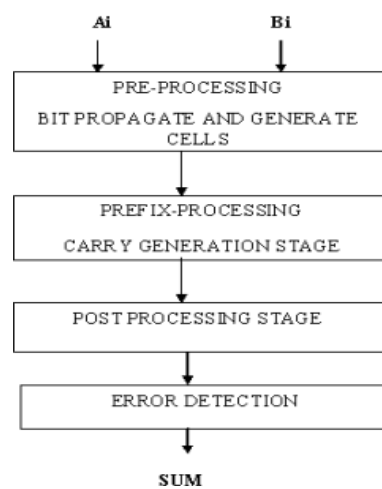 Ai Bi
PRE-PROCESSING
BIT PROPAGATE AND GENERATE
CELLS
PREFIX-PROCESSING
CARRY GENERATION STAGE
POST PROCESSING STAGE
ERROR DETECTION
SUM